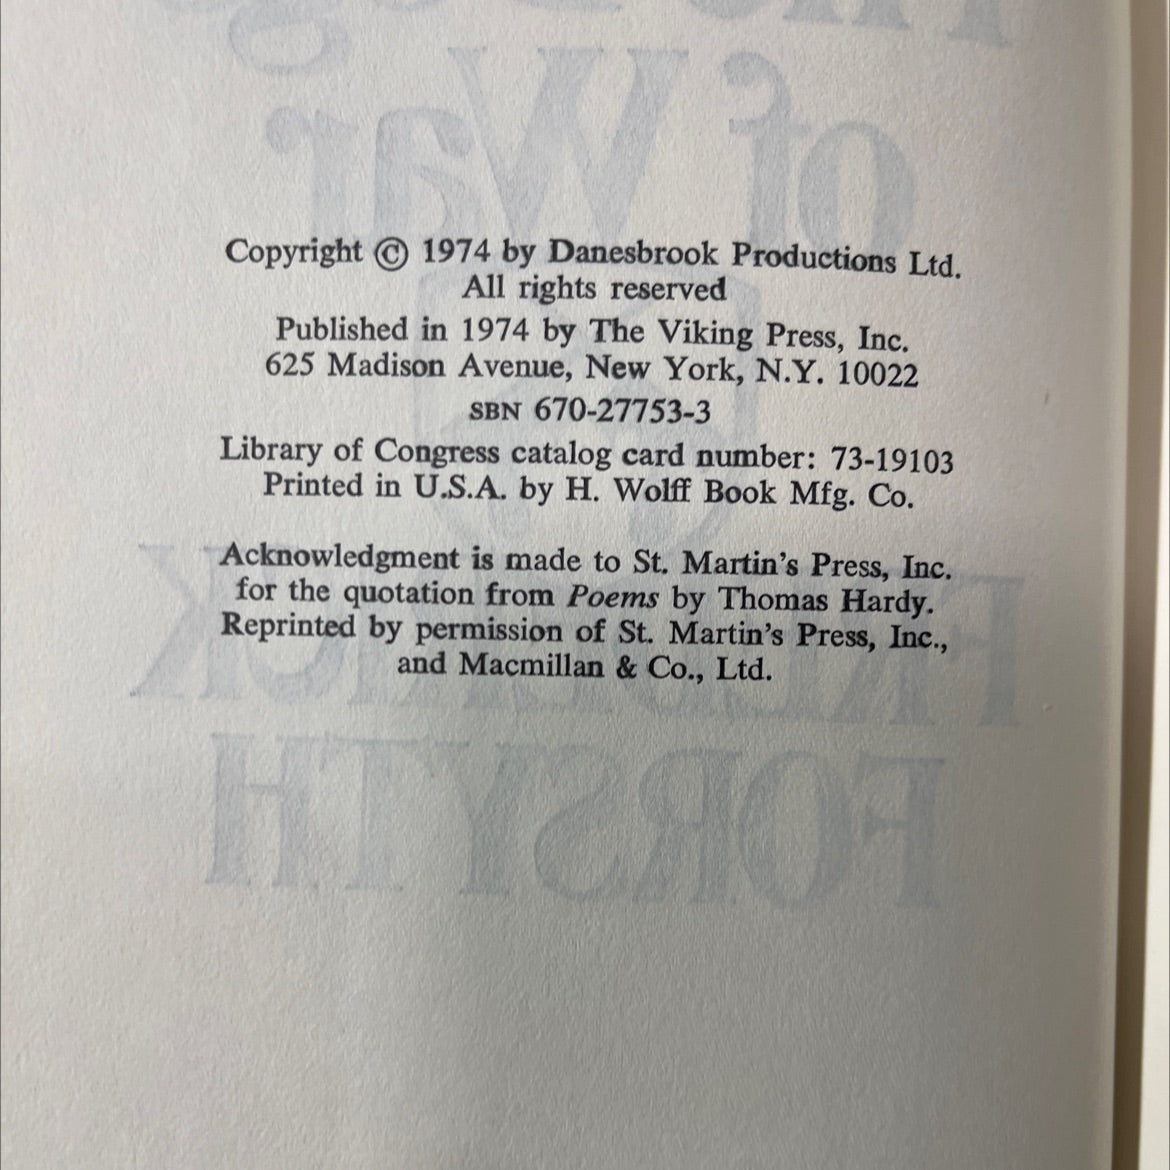 of War
Copyright © 1974 by Danesbrook Productions Ltd.
All rights reserved
Published in 1974 by The Viking Press, Inc.
625 Madison Avenue, New York, N.Y. 10022
SBN 670-27753-3
Library of Congress catalog card number: 73-19103
Printed in U.S.A. by H. Wolff Book Mfg. Co.
Acknowledgment is made to St. Martin's Press, Inc.
for the quotation from Poems by Thomas Hardy.
Reprinted by permission of St. Martin's Press, Inc.,
and Macmillan & Co., Ltd.
FORSYTH